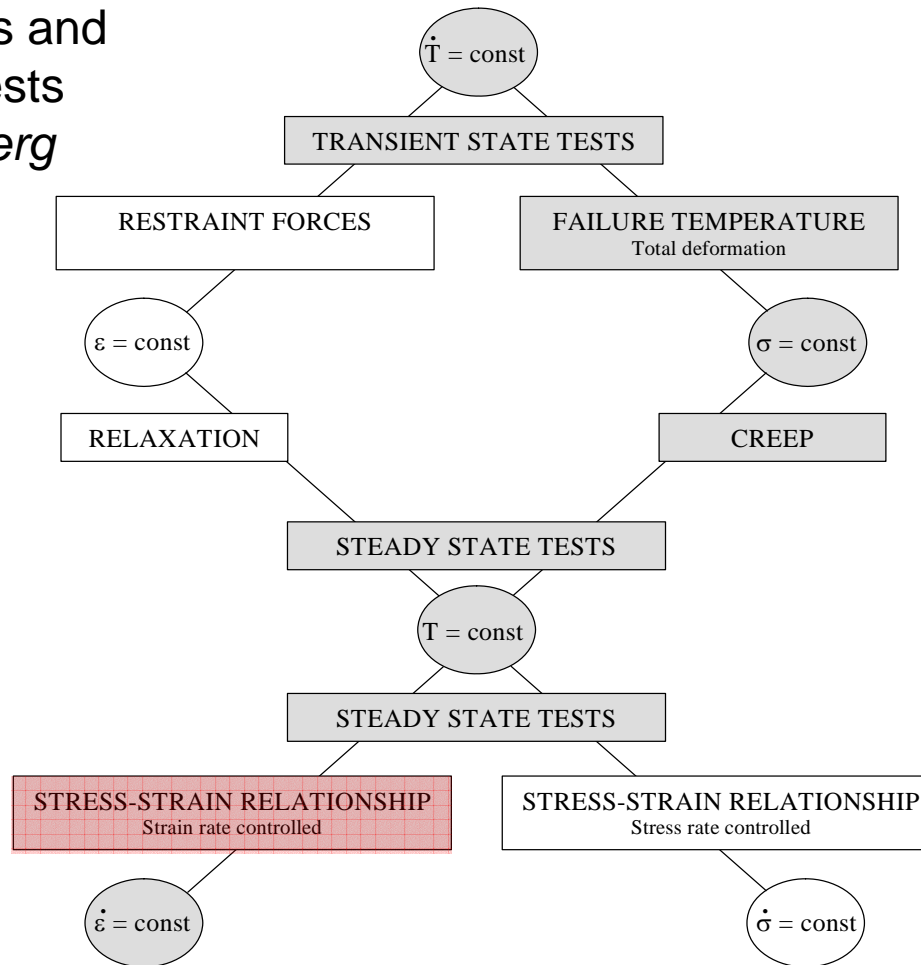 s and
ests
erg
Ṫ = const
TRANSIENT STATE TESTS
RESTRAINT FORCES
FAILURE TEMPERATURE
Total deformation
ε = const
σ = const
RELAXATION
CREEP
STEADY STATE TESTS
T = const
STEADY STATE TESTS
STRESS-STRAIN RELATIONSHIP
Strain rate controlled
STRESS-STRAIN RELATIONSHIP
Stress rate controlled
ε̇ = const
σ̇ = const